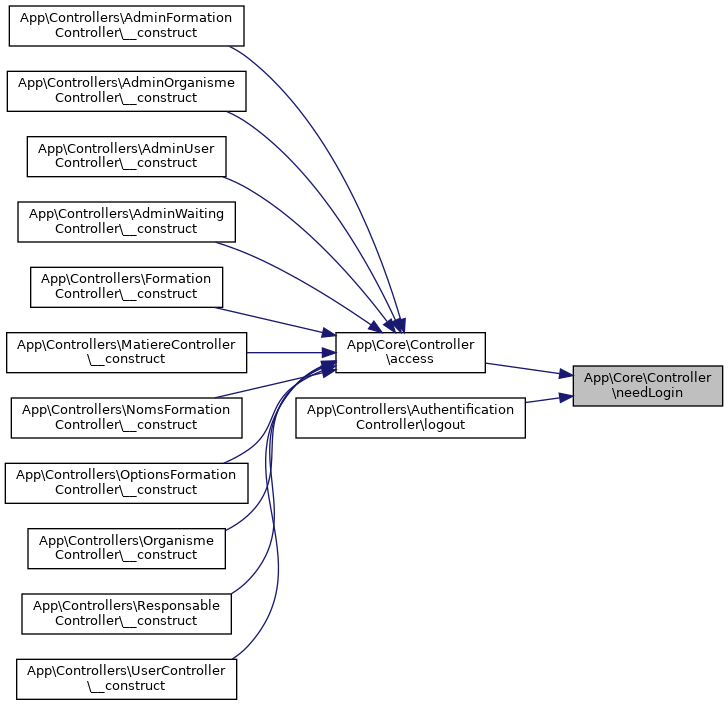 App\Controllers\AdminFormation
Controller\__construct
App\Controllers\AdminOrganisme
Controller\__construct
App\Controllers\AdminUser
Controller\__construct
App\Controllers\AdminWaiting
Controller\__construct
App\Controllers\Formation
Controller\__construct
App\Controllers\MatiereController
\__construct
App\Controllers\NomsFormation
Controller\__construct
App\Controllers\OptionsFormation
Controller\__construct
App\Controllers\Organisme
Controller\__construct
App\Controllers\Responsable
Controller\__construct
App\Controllers\UserController
\__construct
App\Core\Controller
\access
App\Controllers\Authentification
Controller\logout
App\Core\Controller
\needLogin